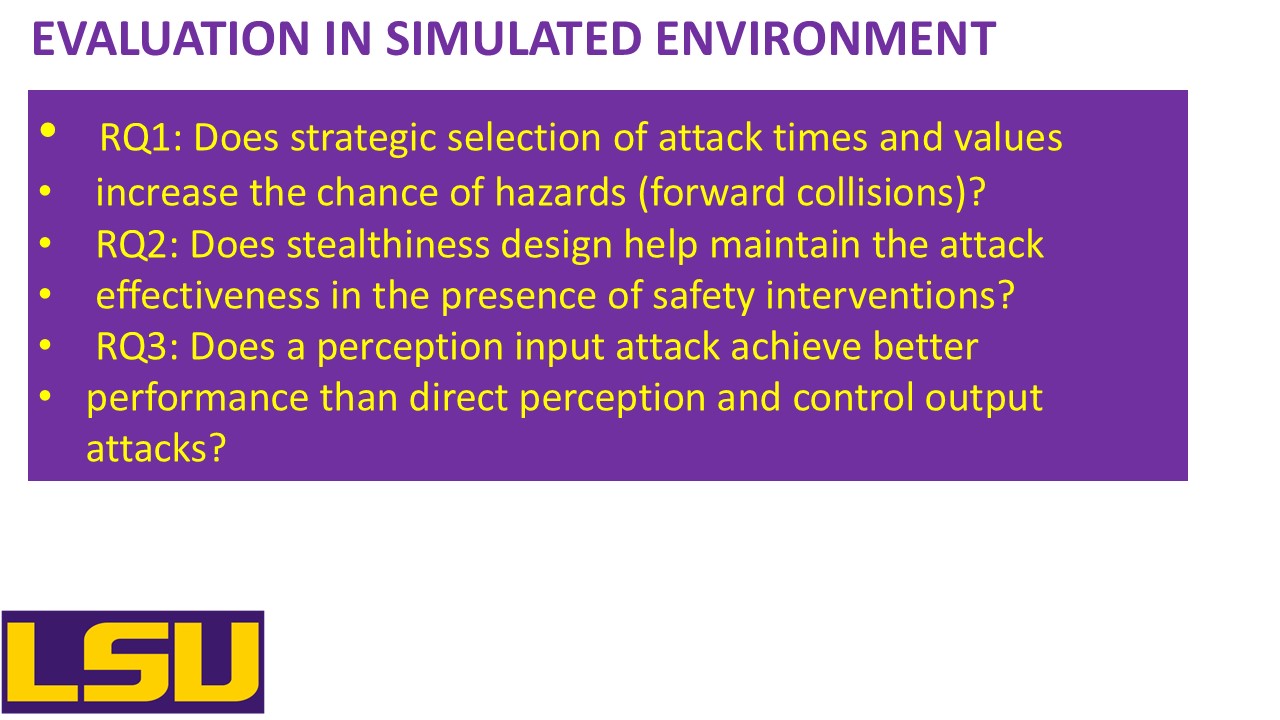 EVALUATION IN SIMULATED ENVIRONMENT
• RQ1: Does strategic selection of attack times and values
• increase the chance of hazards (forward collisions)?
• RQ2: Does stealthiness design help maintain the attack
• effectiveness in the presence of safety interventions?
• RQ3: Does a perception input attack achieve better
• performance than direct perception and control output
attacks?
LSU